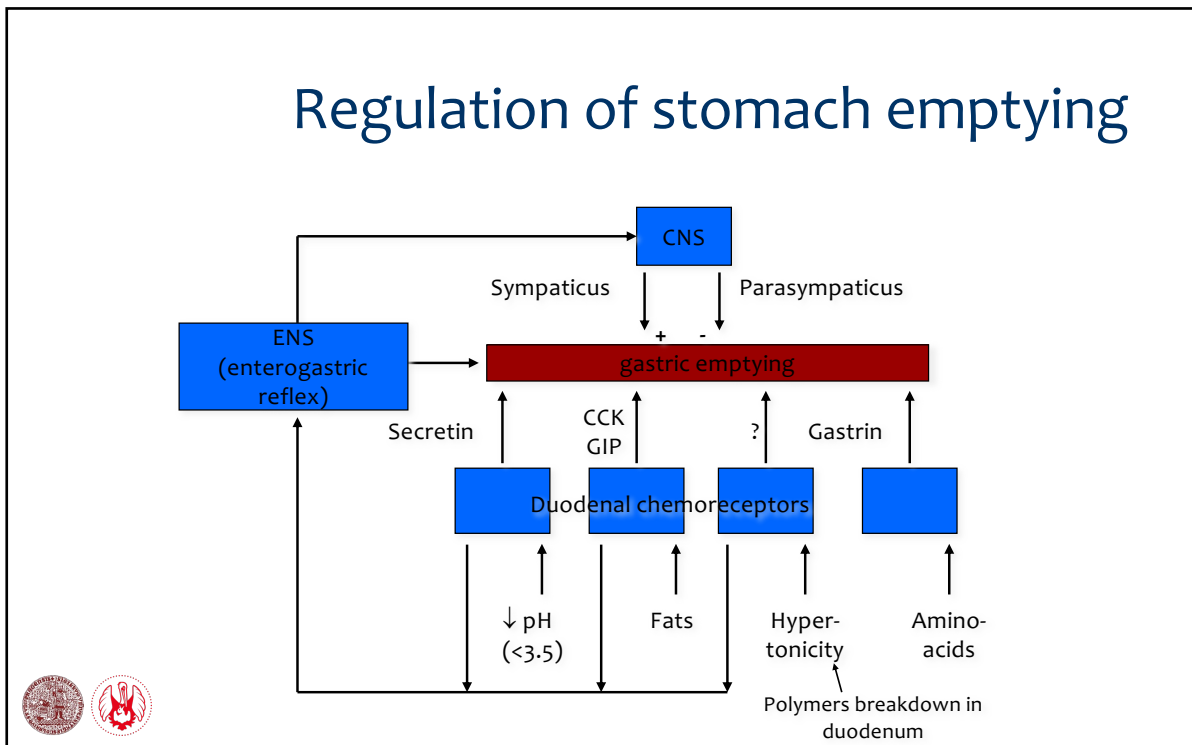 Regulation of stomach emptying
CNS
Sympaticus
Parasympaticus
+ -
ENS
(enterogastric
reflex)
gastric emptying
Secretin
CCK
GIP
?
Gastrin
Duodenal chemoreceptors
↓ pH
(<3.5)
Fats
Hyper-
tonicity
Amino-
acids
Polymers breakdown in
duodenum